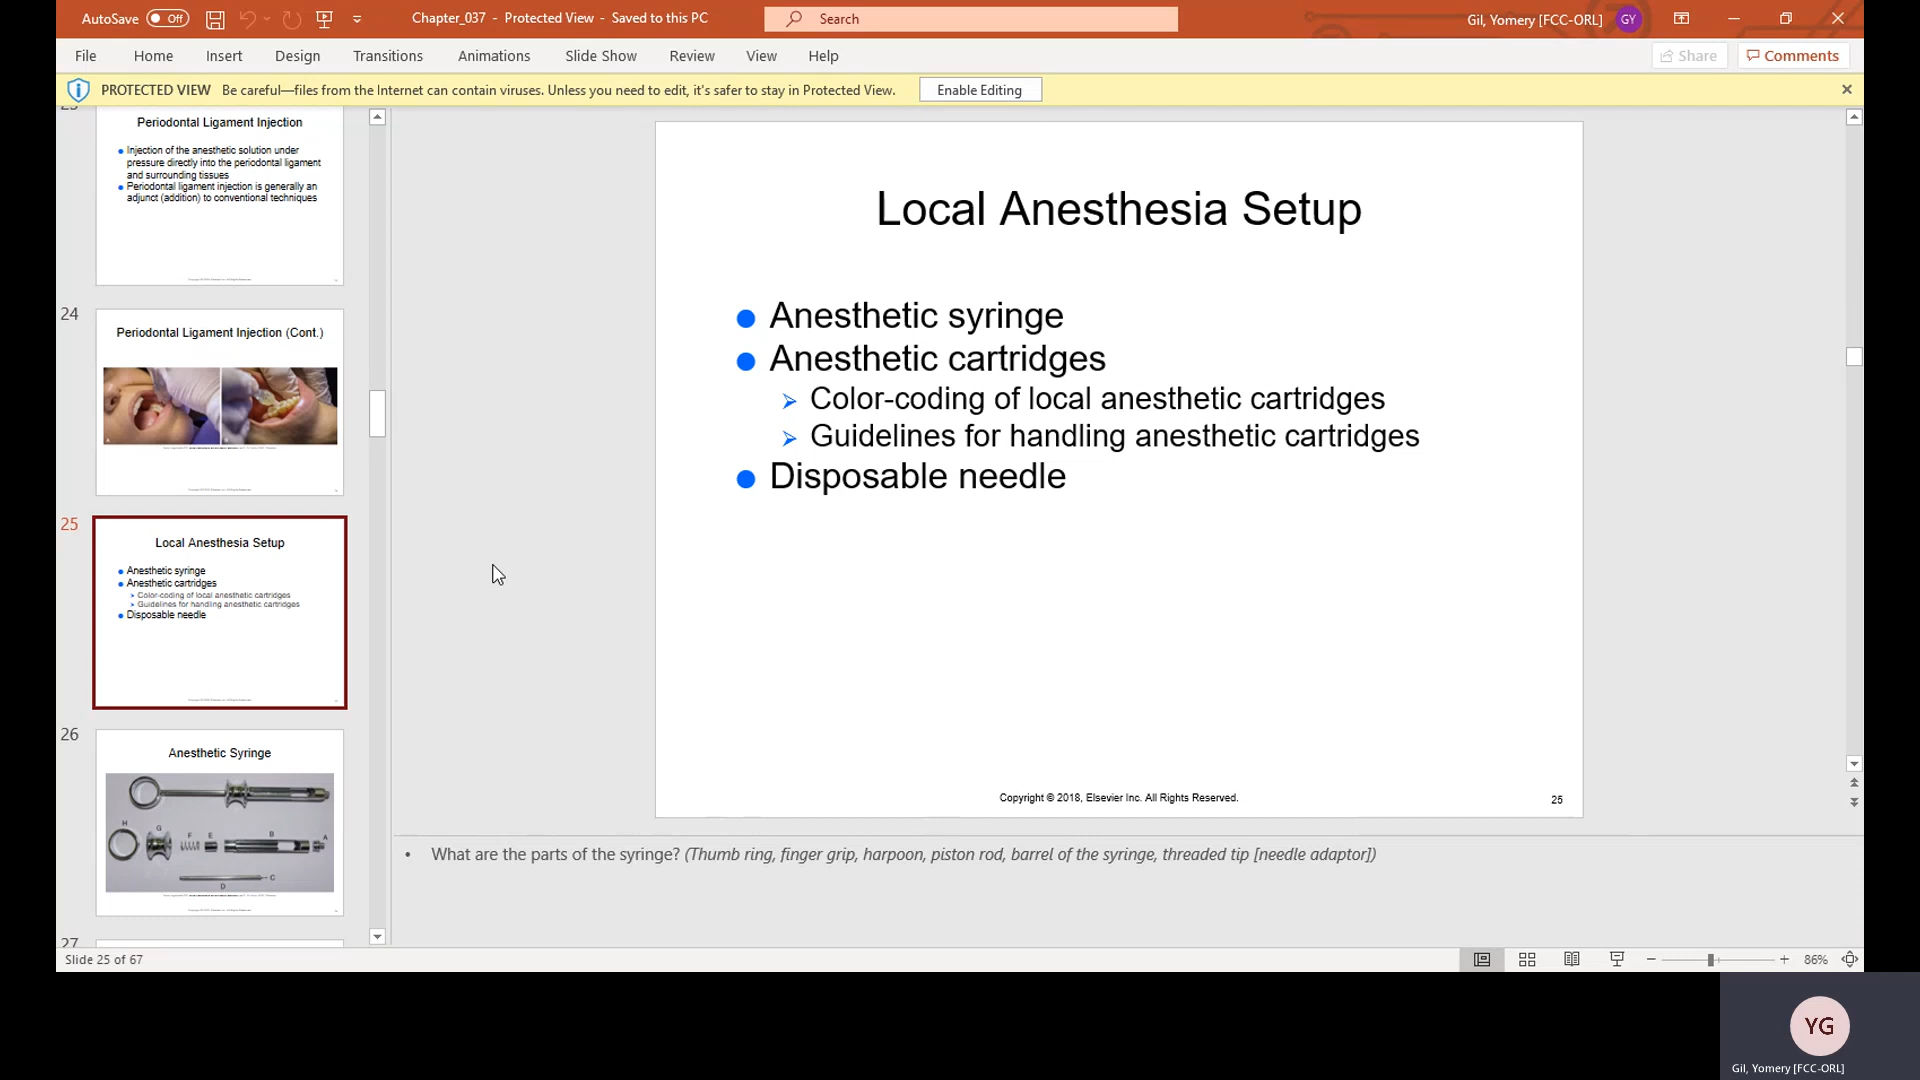 AutoSave Off
Chapter_037 - Protected View - Saved to this PC
Search
Gil, Yomery [FCC-ORL] GY
File Home Insert Design Transitions Animations Slide Show Review View Help
Share Comments
PROTECTED VIEW Be careful—files from the Internet can contain viruses. Unless you need to edit, it's safer to stay in Protected View. Enable Editing
Periodontal Ligament Injection
Injection of the anesthetic solution under
pressure directly into the periodontal ligament
and surrounding tissues
Periodontal ligament injection is generally an
adjunct (addition) to conventional techniques
24
Periodontal Ligament Injection (Cont.)
25
Local Anesthesia Setup
Anesthetic syringe
Anesthetic cartridges
Color-coding of local anesthetic cartridges
Guidelines for handling anesthetic cartridges
Disposable needle
26
Anesthetic Syringe
H G F E B A
D C
27
Local Anesthesia Setup
Anesthetic syringe
Anesthetic cartridges
Color-coding of local anesthetic cartridges
Guidelines for handling anesthetic cartridges
Disposable needle
Copyright © 2018, Elsevier Inc. All Rights Reserved.
25
• What are the parts of the syringe? (Thumb ring, finger grip, harpoon, piston rod, barrel of the syringe, threaded tip [needle adaptor])
Slide 25 of 67
86%
YG
Gil, Yomery [FCC-ORL]